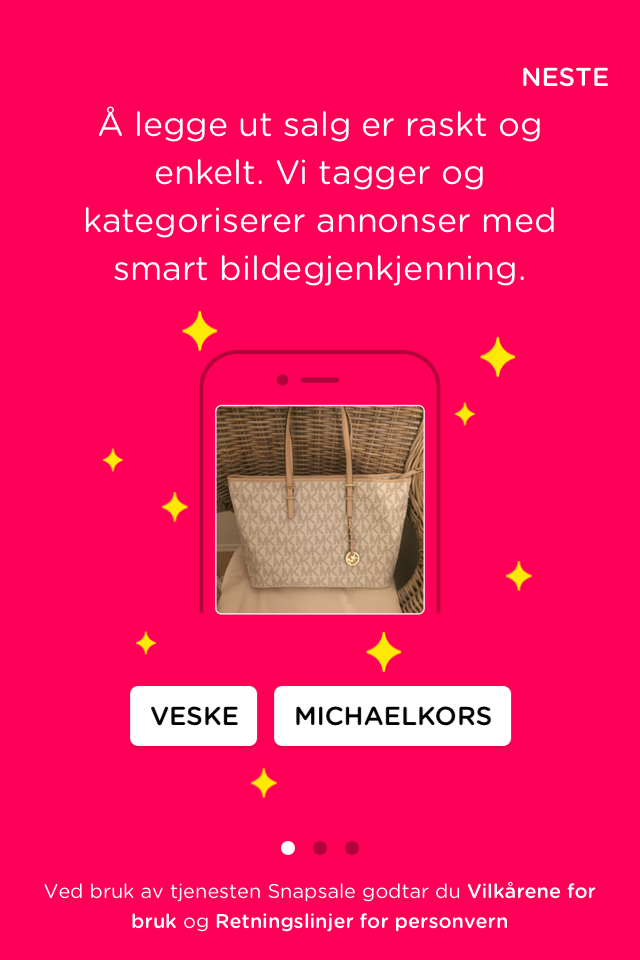 NESTE
Å legge ut salg er raskt og
enkelt. Vi tagger og
kategoriserer annonser med
smart bildegjenkjenning.
VESKE MICHAELKORS
Ved bruk av tjenesten Snapsale godtar du Vilkårene for
bruk og Retningslinjer for personvern